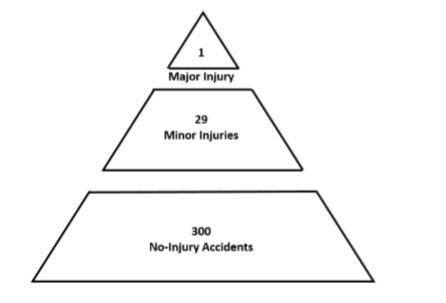 1
Major Injury
29
Minor Injuries
300
No-Injury Accidents